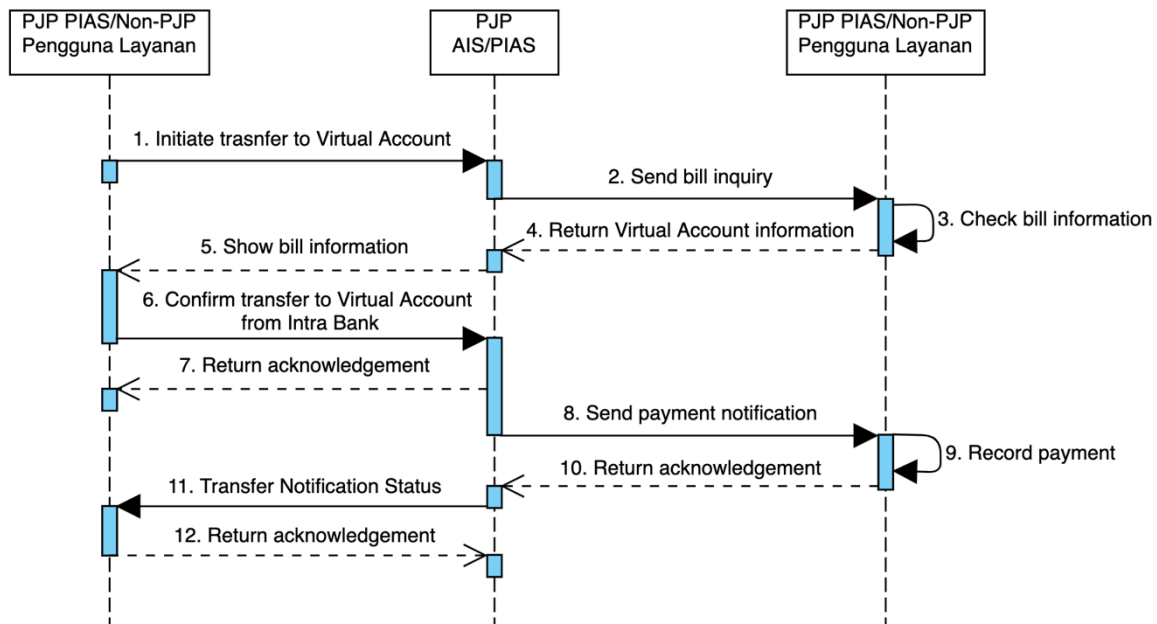 PJP PIAS/Non-PJP
Pengguna Layanan
PJP
AIS/PIAS
PJP PIAS/Non-PJP
Pengguna Layanan
1. Initiate trasnfer to Virtual Account
2. Send bill inquiry
3. Check bill information
4. Return Virtual Account information
5. Show bill information
6. Confirm transfer to Virtual Account
from Intra Bank
7. Return acknowledgement
8. Send payment notification
9. Record payment
10. Return acknowledgement
11. Transfer Notification Status
12. Return acknowledgement